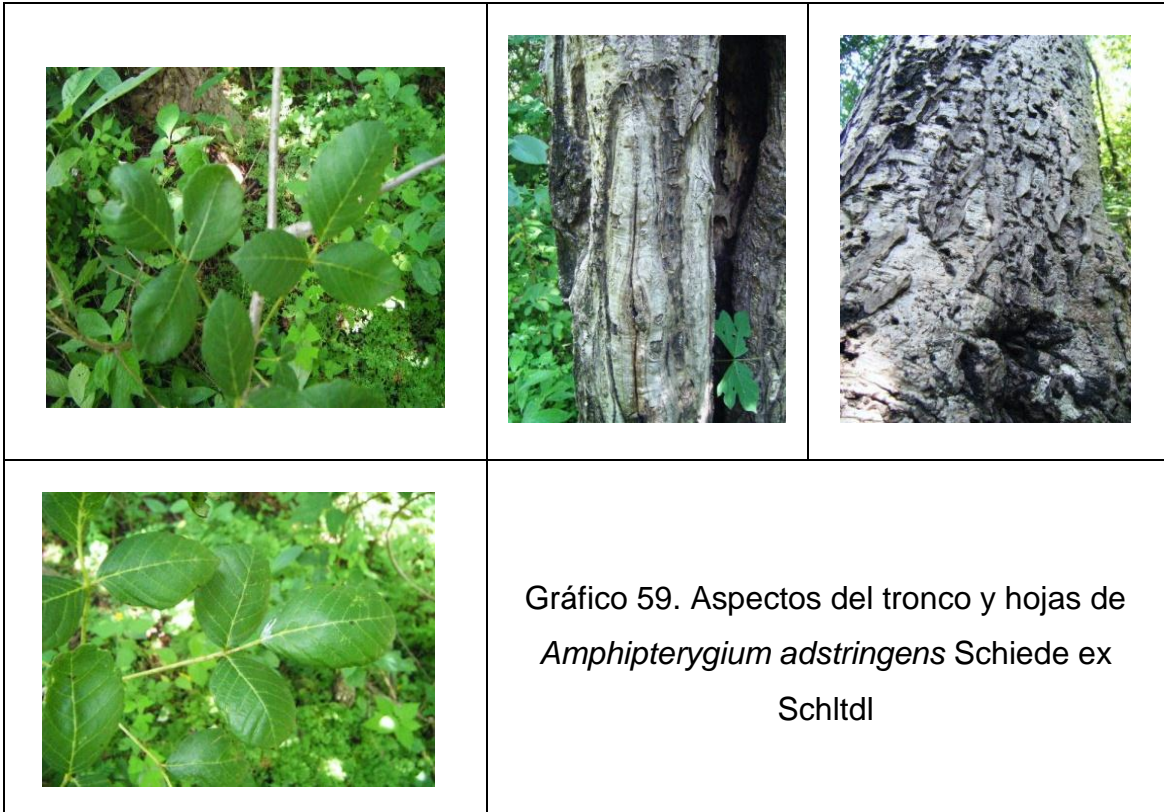 Gráfico 59. Aspectos del tronco y hojas de
Amphipterygium adstringens Schiede ex
Schltdl